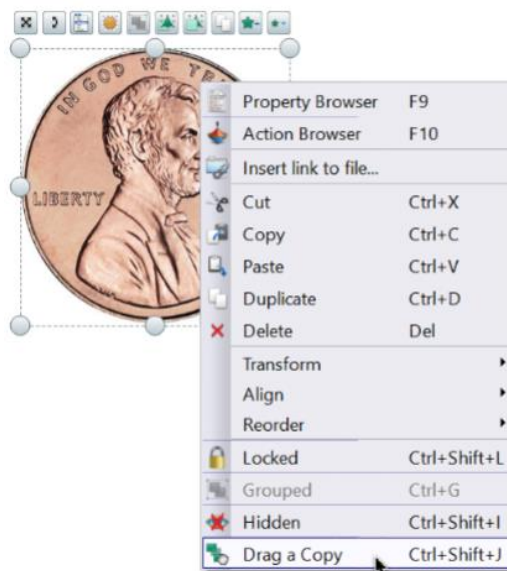 IN GOD WE TRU
LIBERTY
Property Browser F9
Action Browser F10
Insert link to file...
Cut Ctrl+X
Copy Ctrl+C
Paste Ctrl+V
Duplicate Ctrl+D
Delete Del
Transform
Align
Reorder
Locked Ctrl+Shift+L
Grouped Ctrl+G
Hidden Ctrl+Shift+I
Drag a Copy Ctrl+Shift+J